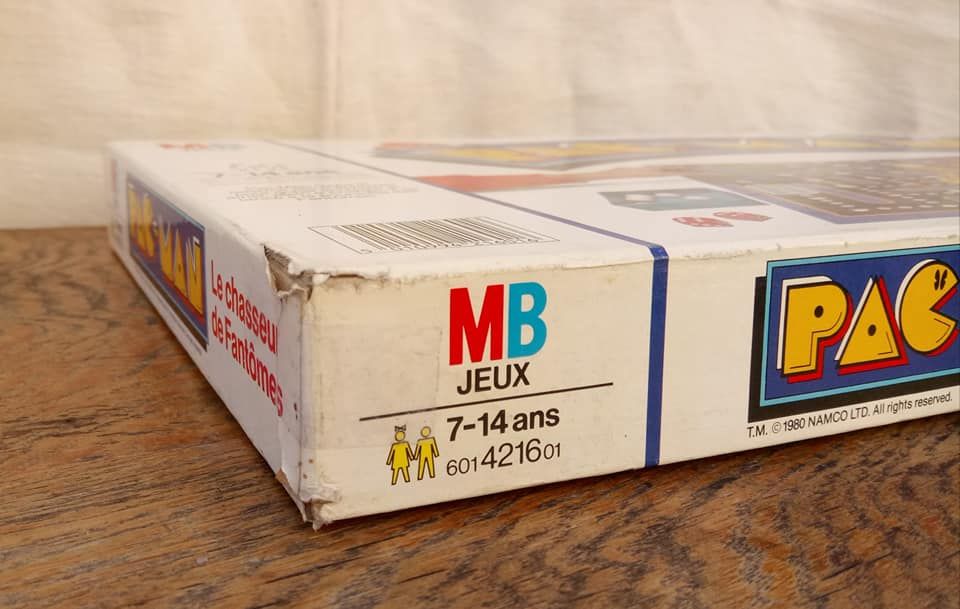 PAC-MAN
Le chasseur
de Fantômes
MB
JEUX
7-14 ans
601421601
PAC
T.M. © 1980 NAMCO LTD. All rights reserved.